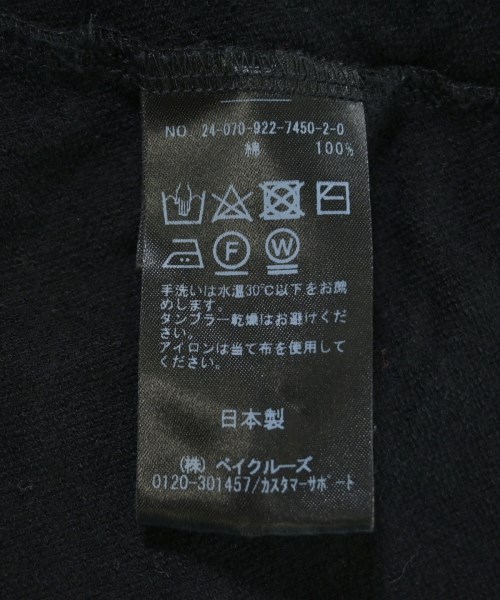 NO. 24-070-922-7450-2-0
綿 100%
F W
手洗いは水温30℃以下をお薦
めします。
タンブラー乾燥はお避けくだ
さい。
アイロンは当て布を使用して
ください。
日本製
(株) ベイクルーズ
0120-301457/カスタマーサポート